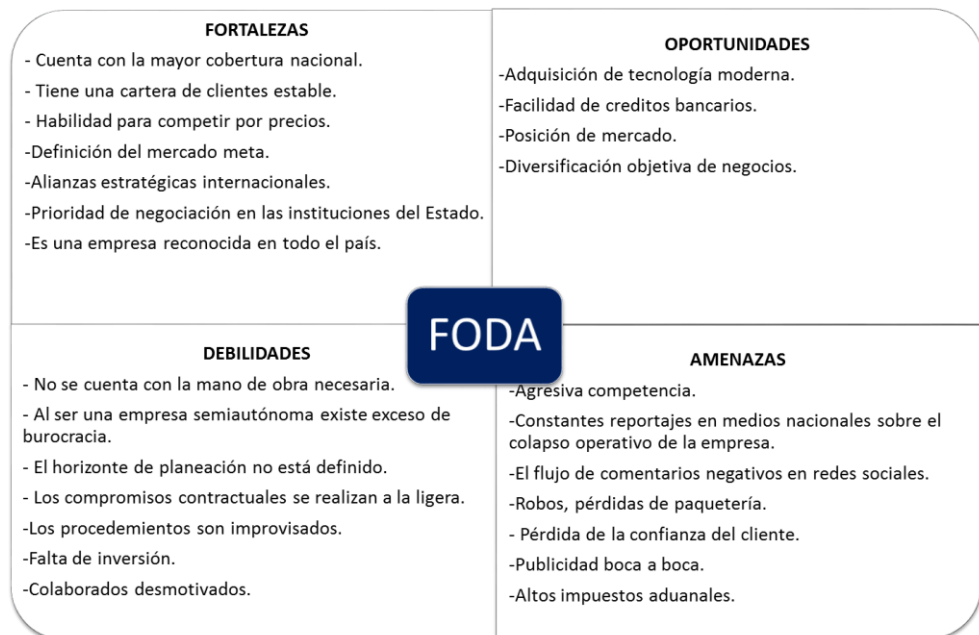 FORTALEZAS
- Cuenta con la mayor cobertura nacional.
- Tiene una cartera de clientes estable.
- Habilidad para competir por precios.
-Definición del mercado meta.
-Alianzas estratégicas internacionales.
-Prioridad de negociación en las instituciones del Estado.
-Es una empresa reconocida en todo el país.
OPORTUNIDADES
-Adquisición de tecnología moderna.
-Facilidad de creditos bancarios.
-Posición de mercado.
-Diversificación objetiva de negocios.
FODA
DEBILIDADES
- No se cuenta con la mano de obra necesaria.
- Al ser una empresa semiautónoma existe exceso de
burocracia.
- El horizonte de planeación no está definido.
- Los compromisos contractuales se realizan a la ligera.
-Los procedemientos son improvisados.
-Falta de inversión.
-Colaborados desmotivados.
AMENAZAS
-Agresiva competencia.
-Constantes reportajes en medios nacionales sobre el
colapso operativo de la empresa.
-El flujo de comentarios negativos en redes sociales.
-Robos, pérdidas de paquetería.
- Pérdida de la confianza del cliente.
-Publicidad boca a boca.
-Altos impuestos aduanales.